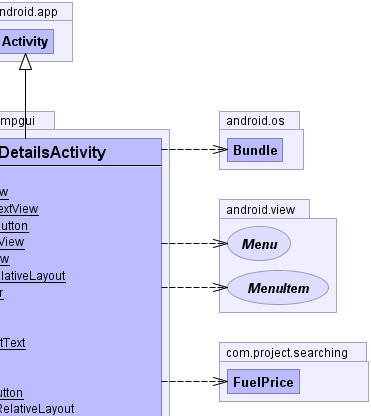 ndroid.app
Activity
mpgui
DetailsActivity
android.os
Bundle
android.view
Menu
MenuItem
com.project.searching
FuelPrice
w
extView
utton
View
w
elativeLayout
r
tText
utton
RelativeLayout